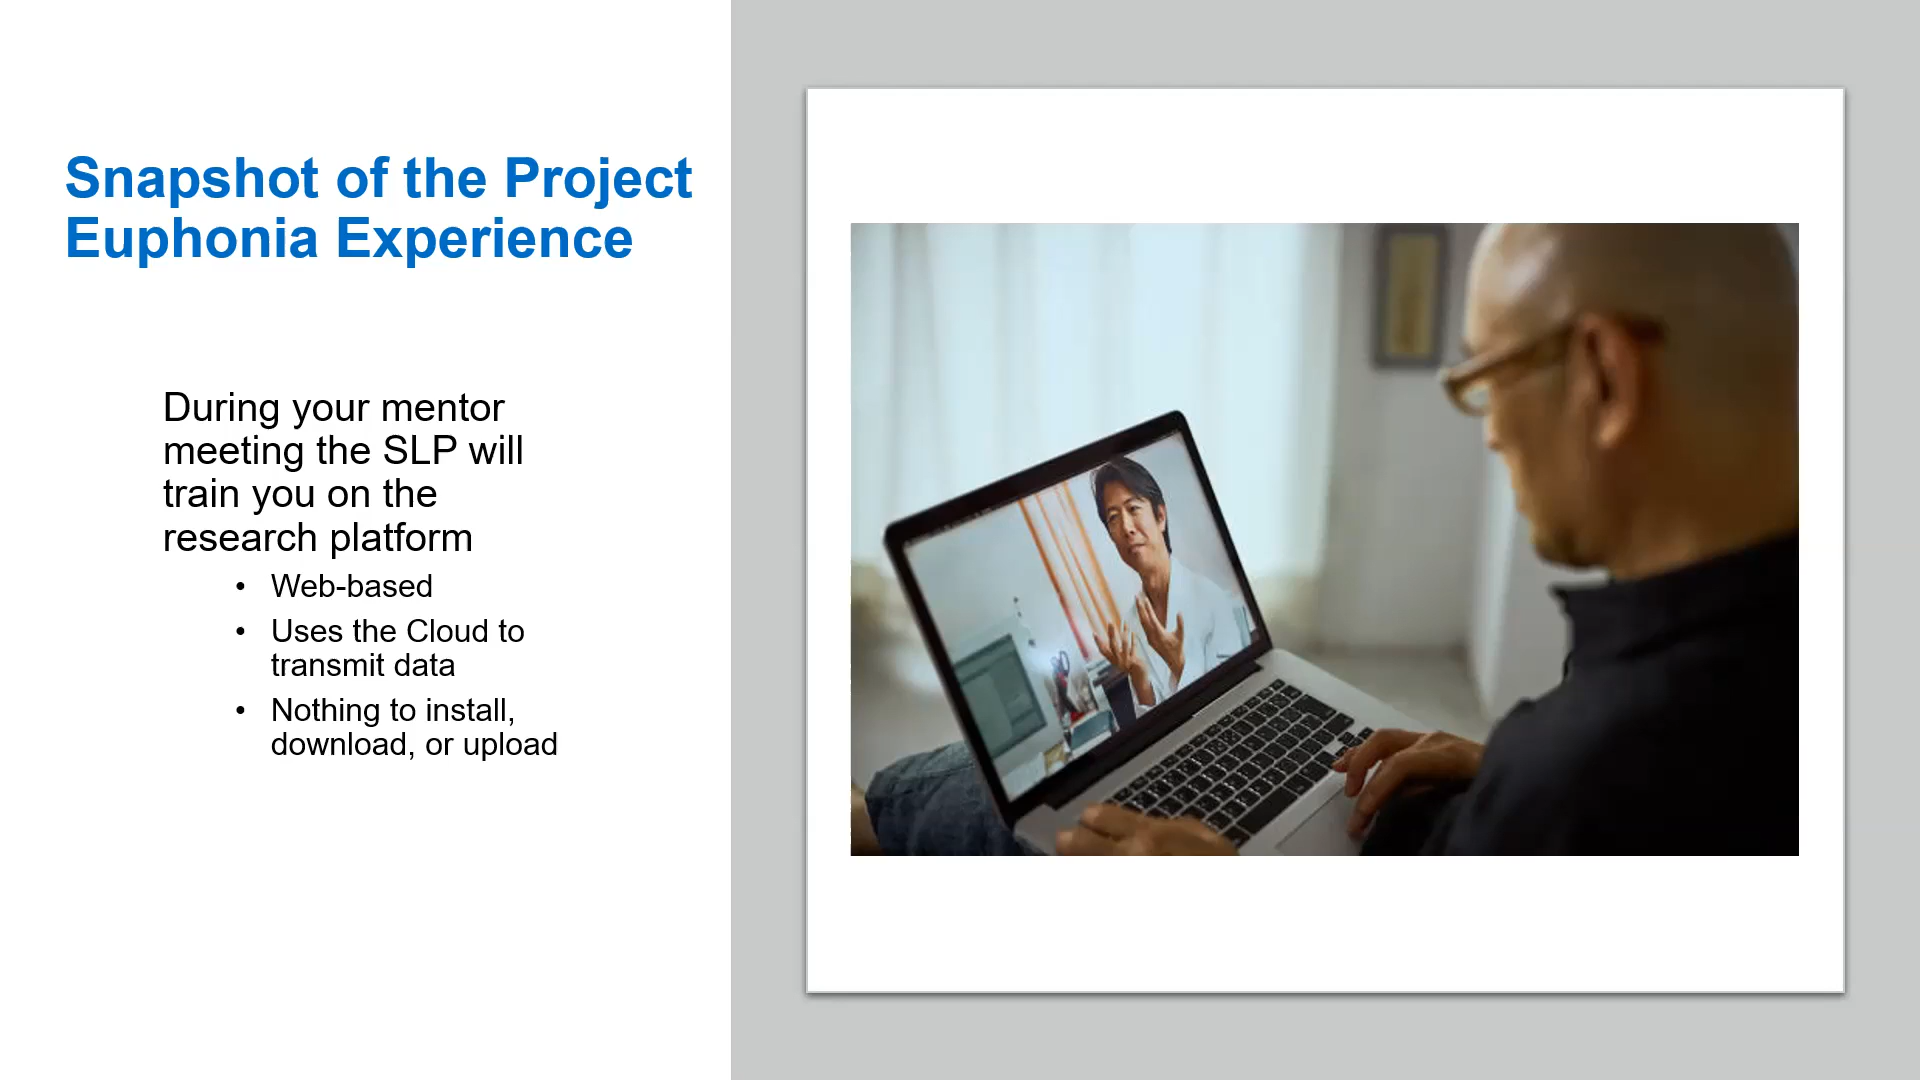 Snapshot of the Project
Euphonia Experience
During your mentor
meeting the SLP will
train you on the
research platform
• Web-based
• Uses the Cloud to
transmit data
• Nothing to install,
download, or upload